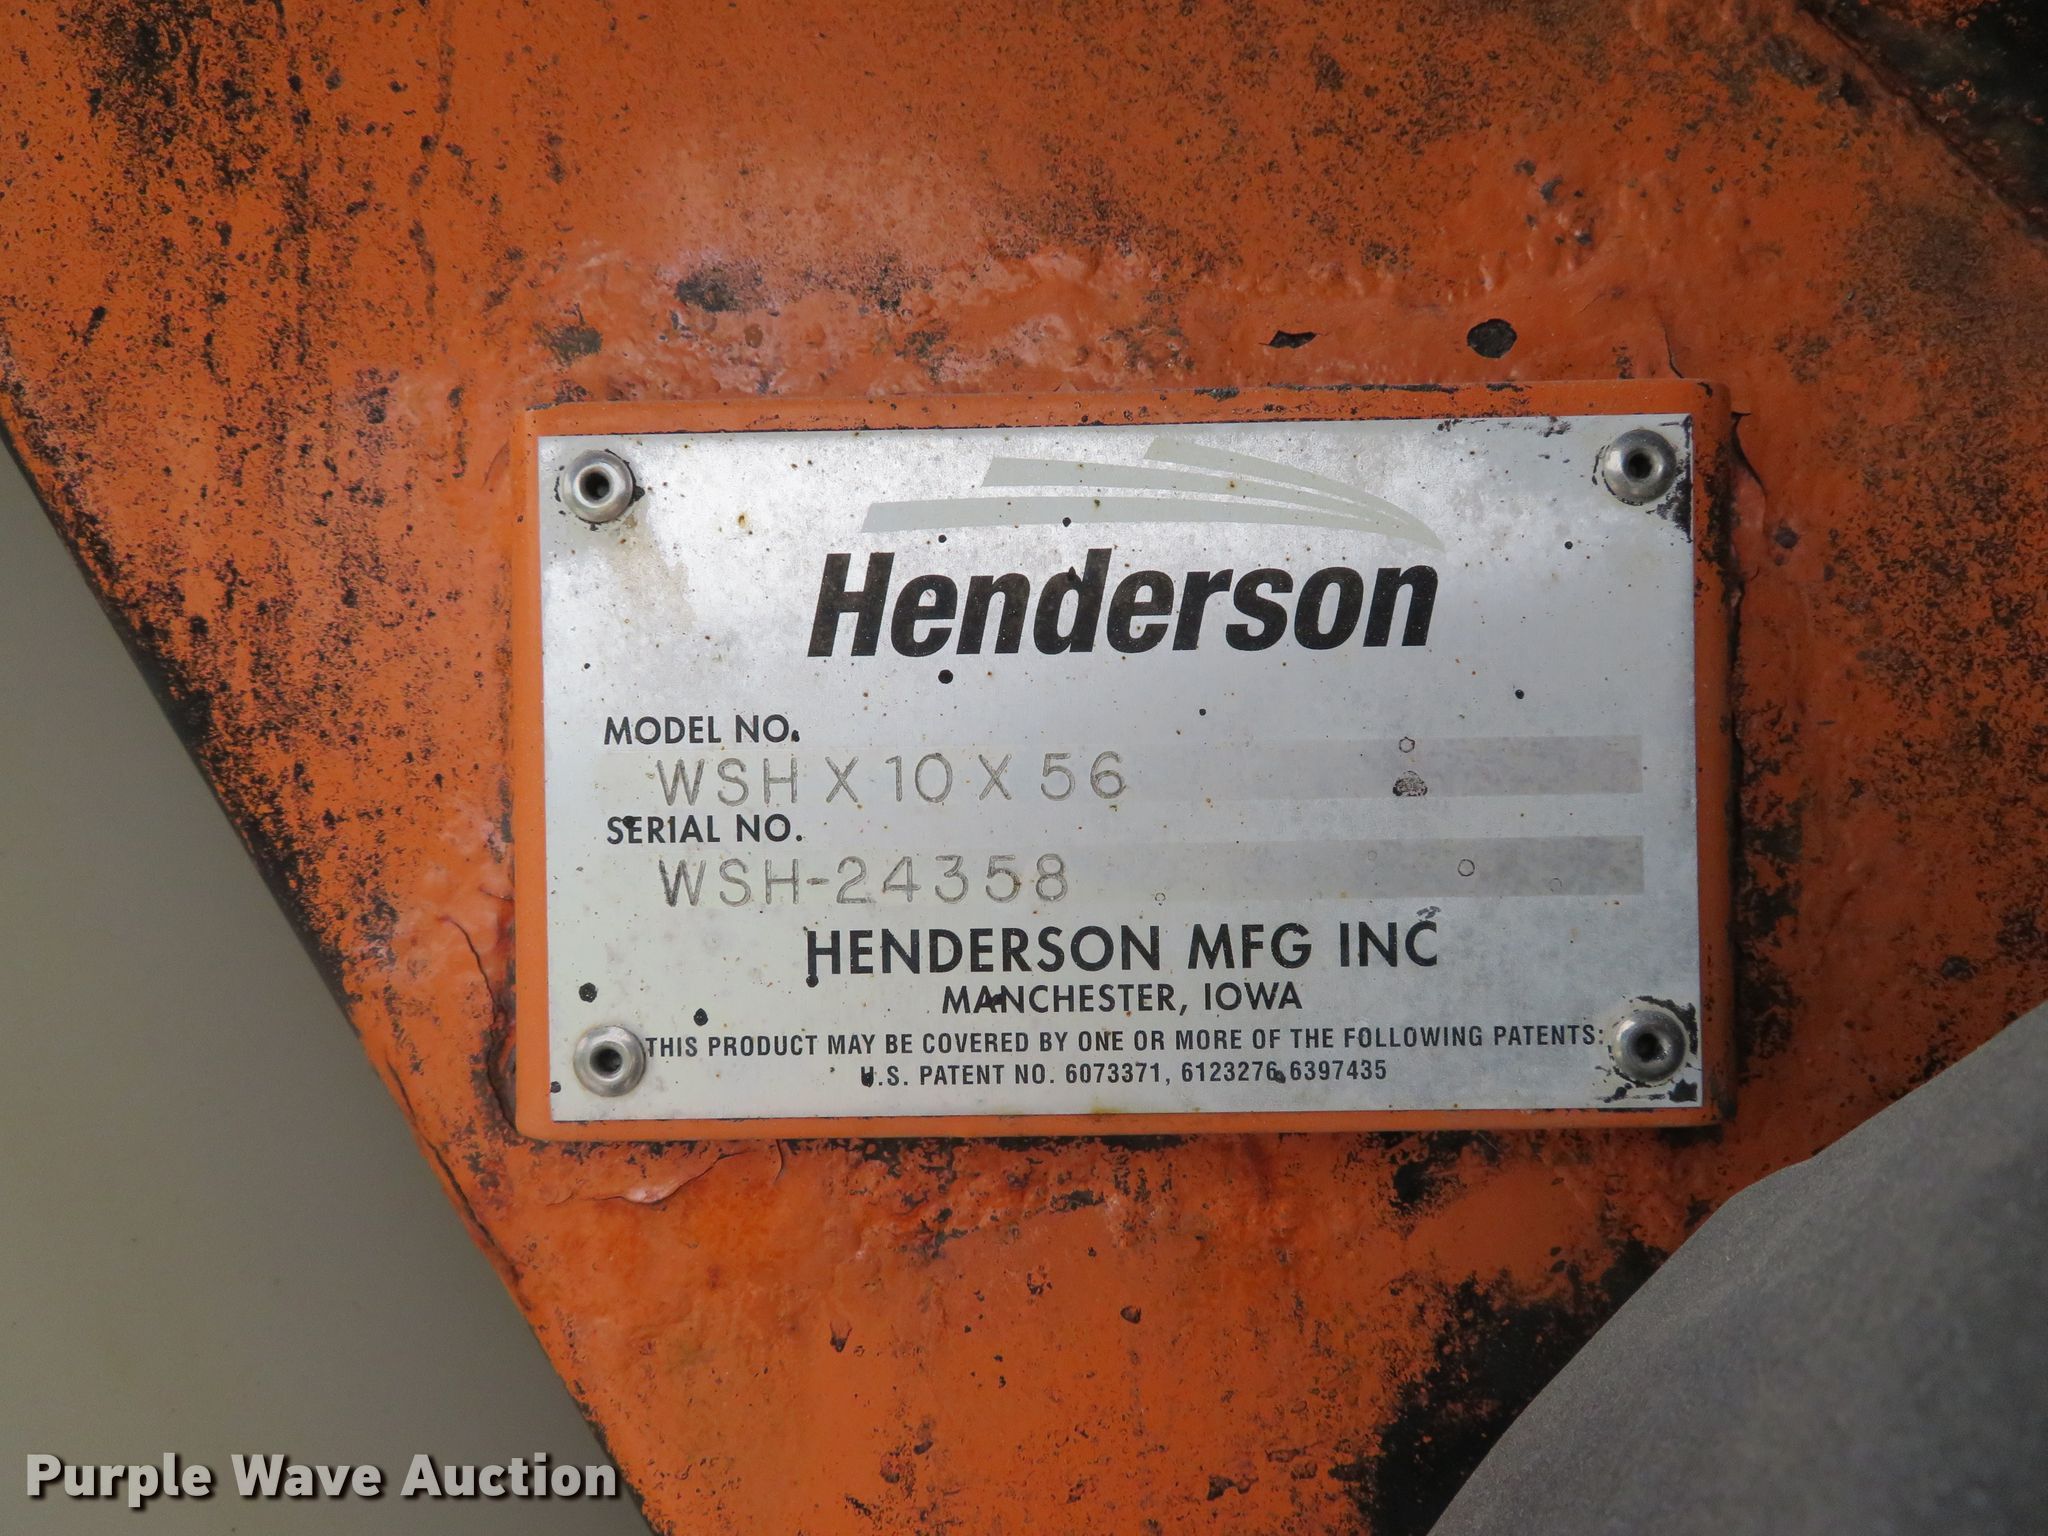 Henderson
MODEL NO.
WSH X 10 X 56
SERIAL NO.
WSH-24358
HENDERSON MFG INC
MANCHESTER, IOWA
THIS PRODUCT MAY BE COVERED BY ONE OR MORE OF THE FOLLOWING PATENTS:
U.S. PATENT NO. 6073371, 6123276, 6397435
Purple Wave Auction